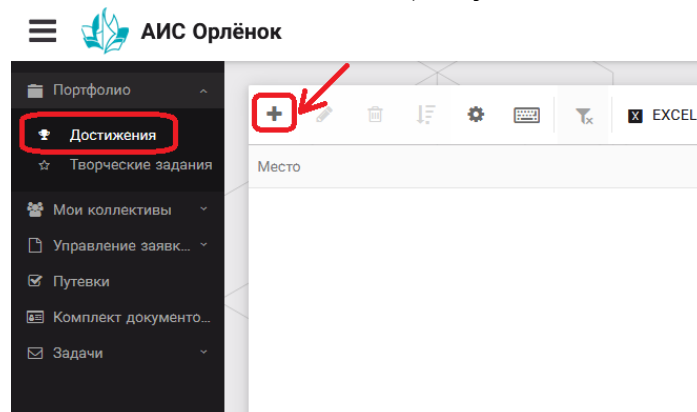 АИС Орлёнок
Портфолио
Достижения
Творческие задания
Мои коллективы
Управление заявк...
Путевки
Комплект документо...
Задачи
X EXCEL
Место